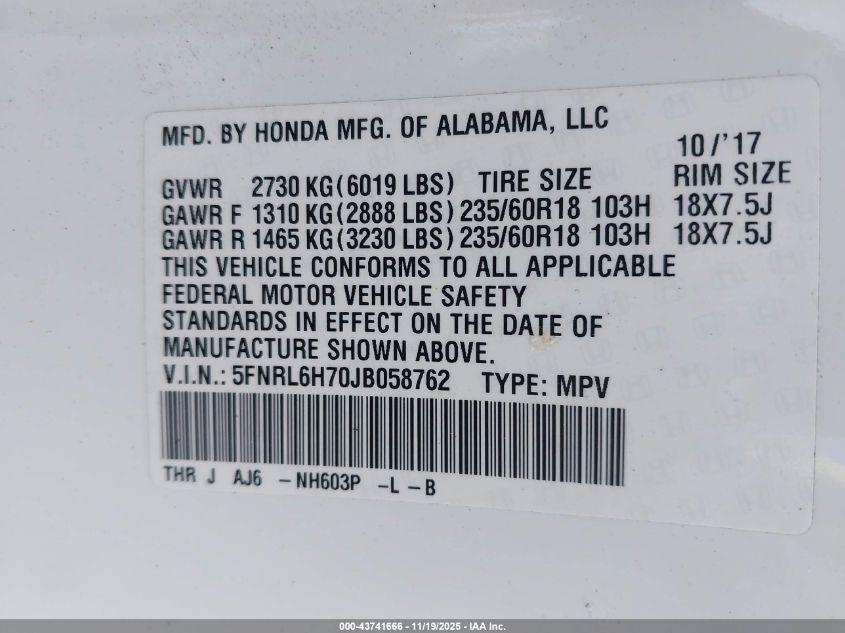 MFD. BY HONDA MFG. OF ALABAMA, LLC
10/'17
GVWR 2730 KG(6019 LBS) TIRE SIZE RIM SIZE
GAWR F 1310 KG(2888 LBS) 235/60R18 103H 18X7.5J
GAWR R 1465 KG(3230 LBS) 235/60R18 103H 18X7.5J
THIS VEHICLE CONFORMS TO ALL APPLICABLE
FEDERAL MOTOR VEHICLE SAFETY
STANDARDS IN EFFECT ON THE DATE OF
MANUFACTURE SHOWN ABOVE.
V.I.N.: 5FNRL6H70JB058762 TYPE: MPV
THR J AJ6 -NH603P -L -B
000-43741666 - 11/19/2025 - IAA Inc.